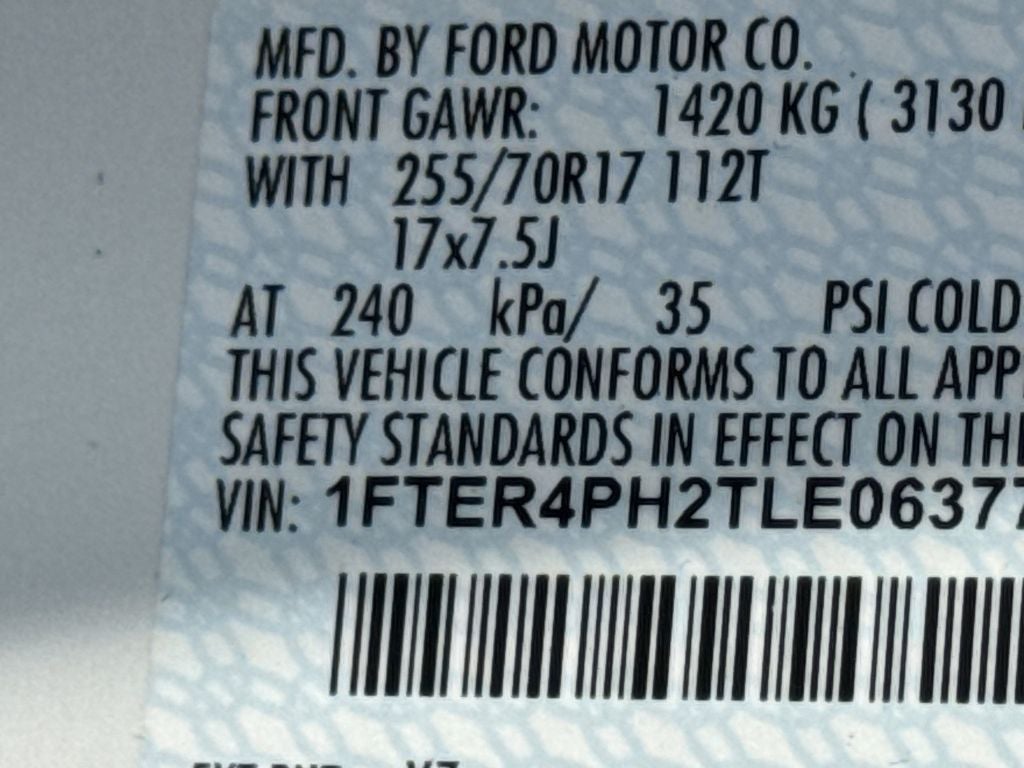 MFD. BY FORD MOTOR CO.
FRONT GAWR: 1420 KG ( 3130
WITH 255/70R17 112T
17x7.5J
AT 240 kPa/ 35 PSI COLD
THIS VEHICLE CONFORMS TO ALL APP
SAFETY STANDARDS IN EFFECT ON TH
VIN: 1FTER4PH2TLE06377